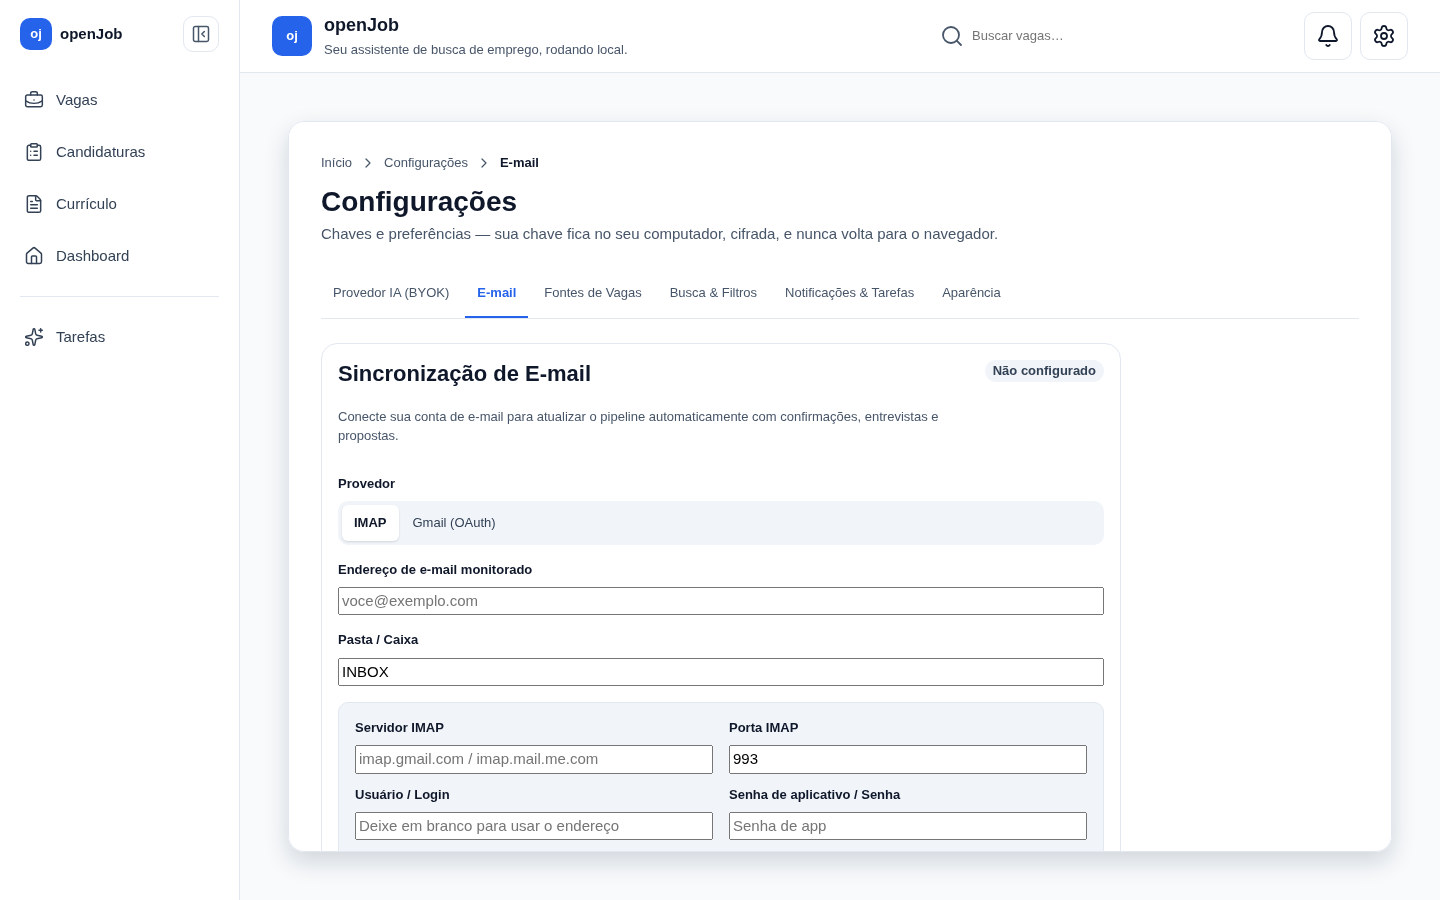 oj openJob
Vagas
Candidaturas
Currículo
Dashboard
Tarefas
oj
openJob
Seu assistente de busca de emprego, rodando local.
Buscar vagas…
Início > Configurações > E-mail
Configurações
Chaves e preferências — sua chave fica no seu computador, cifrada, e nunca volta para o navegador.
Provedor IA (BYOK) E-mail Fontes de Vagas Busca & Filtros Notificações & Tarefas Aparência
Sincronização de E-mail
Não configurado
Conecte sua conta de e-mail para atualizar o pipeline automaticamente com confirmações, entrevistas e
propostas.
Provedor
IMAP Gmail (OAuth)
Endereço de e-mail monitorado
voce@exemplo.com
Pasta / Caixa
INBOX
Servidor IMAP Porta IMAP
imap.gmail.com / imap.mail.me.com 993
Usuário / Login Senha de aplicativo / Senha
Deixe em branco para usar o endereço Senha de app